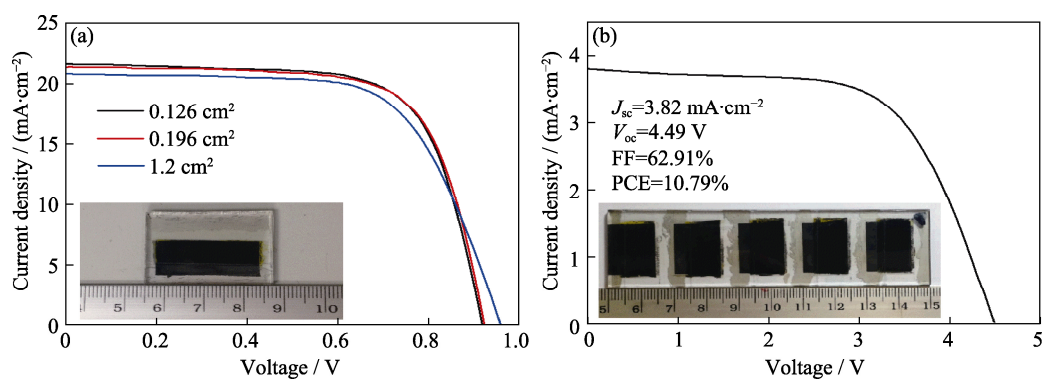 (a)
25
20
15
10
5
0
Current density / (mA·cm⁻²)
0.126 cm²
0.196 cm²
1.2 cm²
5 6 7 8 9 10
0 0.2 0.4 0.6 0.8 1.0
Voltage / V
(b)
4
3
2
1
0
Current density / (mA·cm⁻²)
Jsc=3.82 mA·cm⁻²
Voc=4.49 V
FF=62.91%
PCE=10.79%
5 6 7 8 9 10 11 12 13 14 15
0 1 2 3 4 5
Voltage / V